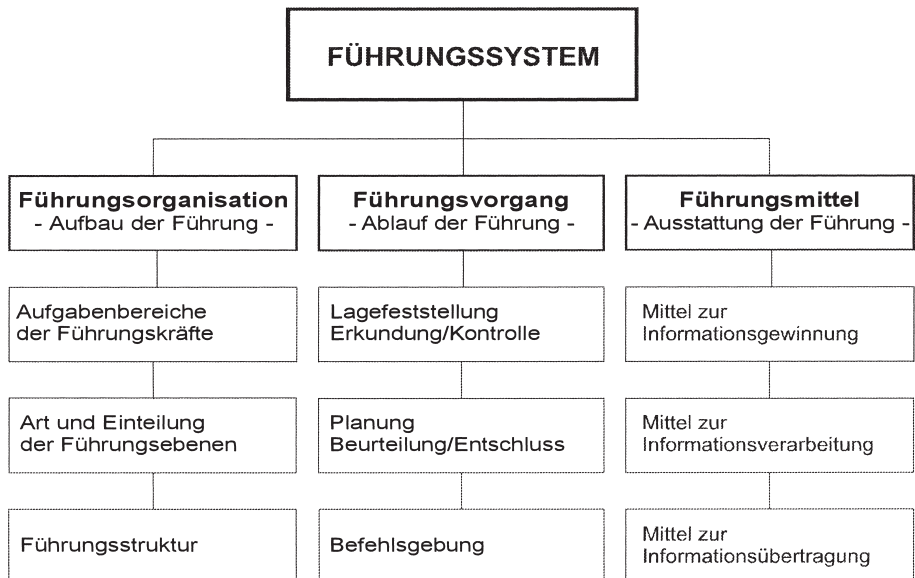 FÜHRUNGSSYSTEM
Führungsorganisation
- Aufbau der Führung -
Aufgabenbereiche
der Führungskräfte
Art und Einteilung
der Führungsebenen
Führungsstruktur
Führungsvorgang
- Ablauf der Führung -
Lagefeststellung
Erkundung/Kontrolle
Planung
Beurteilung/Entschluss
Befehlsgebung
Führungsmittel
- Ausstattung der Führung -
Mittel zur
Informationsgewinnung
Mittel zur
Informationsverarbeitung
Mittel zur
Informationsübertragung